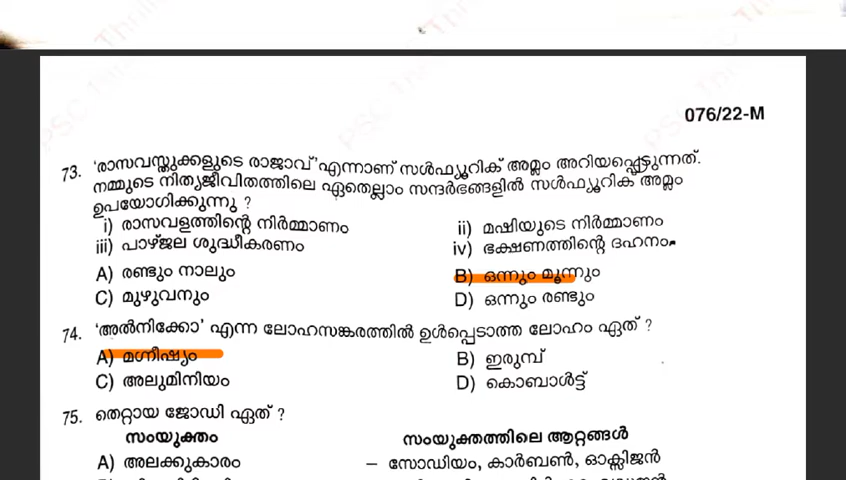 076/22-M
73. 'രാസവസ്തുക്കളുടെ രാജാവ്' എന്നാണ് സൾഫ്യൂറിക് അമ്ലം അറിയപ്പെട്ടുന്നത്.
നമ്മുടെ നിത്യജീവിതത്തിലെ ഏതെല്ലാം സന്ദർഭങ്ങളിൽ സൾഫ്യൂറിക് അമ്ലം
ഉപയോഗിക്കുന്നു ?
i) രാസവളത്തിന്റെ നിർമ്മാണം ii) മഷിയുടെ നിർമ്മാണം
iii) പാഴ്ജല ശുദ്ധീകരണം iv) ഭക്ഷണത്തിന്റെ ദഹനം.
A) രണ്ടും നാലും B) ഒന്നും മൂന്നും
C) മുഴുവനും D) ഒന്നും രണ്ടും
74. 'അൽനിക്കോ' എന്ന ലോഹസങ്കരത്തിൽ ഉൾപ്പെടാത്ത ലോഹം ഏത് ?
A) മഗ്നീഷ്യം B) ഇരുമ്പ്
C) അലുമിനിയം D) കൊബാൾട്ട്
75. തെറ്റായ ജോഡി ഏത് ?
സംയുക്തം സംയുക്തത്തിലെ ആറ്റങ്ങൾ
A) അലക്കുകാരം – സോഡിയം, കാർബൺ, ഓക്സിജൻ